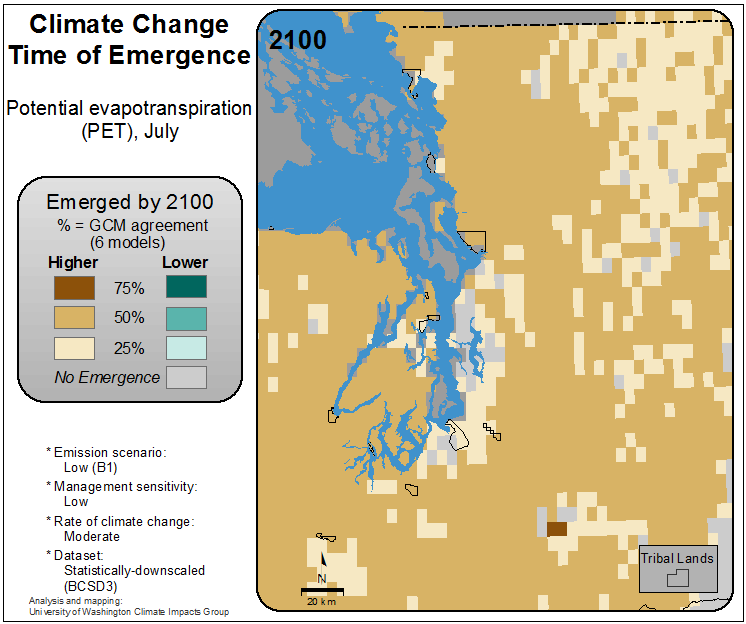 Climate Change
Time of Emergence
Potential evapotranspiration
(PET), July
Emerged by 2100
% = GCM agreement
(6 models)
Higher Lower
75%
50%
25%
No Emergence
* Emission scenario:
Low (B1)
* Management sensitivity:
Low
* Rate of climate change:
Moderate
* Dataset:
Statistically-downscaled
(BCSD3)
Analysis and mapping:
University of Washington Climate Impacts Group
2100
N
20 km
Tribal Lands